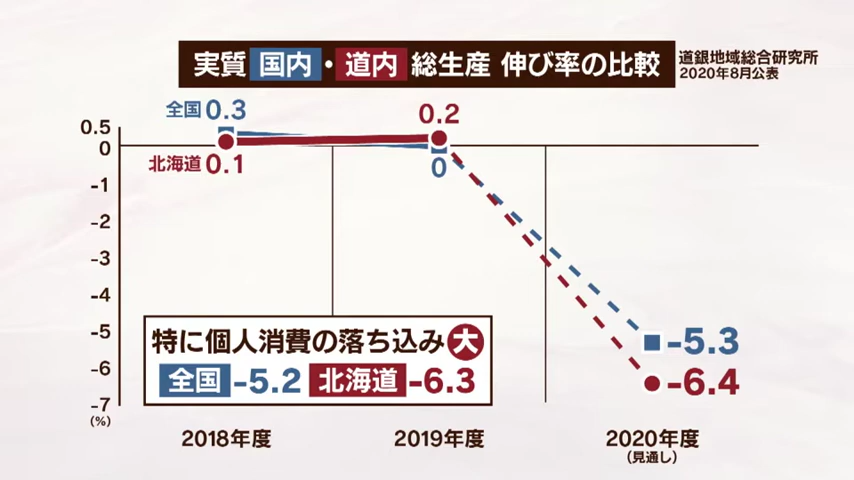 実質 国内・道内 総生産 伸び率の比較
道銀地域総合研究所
2020年8月公表
全国 0.3
0.2
0.5
0
北海道 0.1
0
-1
-2
-3
-4
-5
-6
-7
(%)
-5.3
-6.4
特に個人消費の落ち込み 大
全国 -5.2 北海道 -6.3
2018年度
2019年度
2020年度
(見通し)